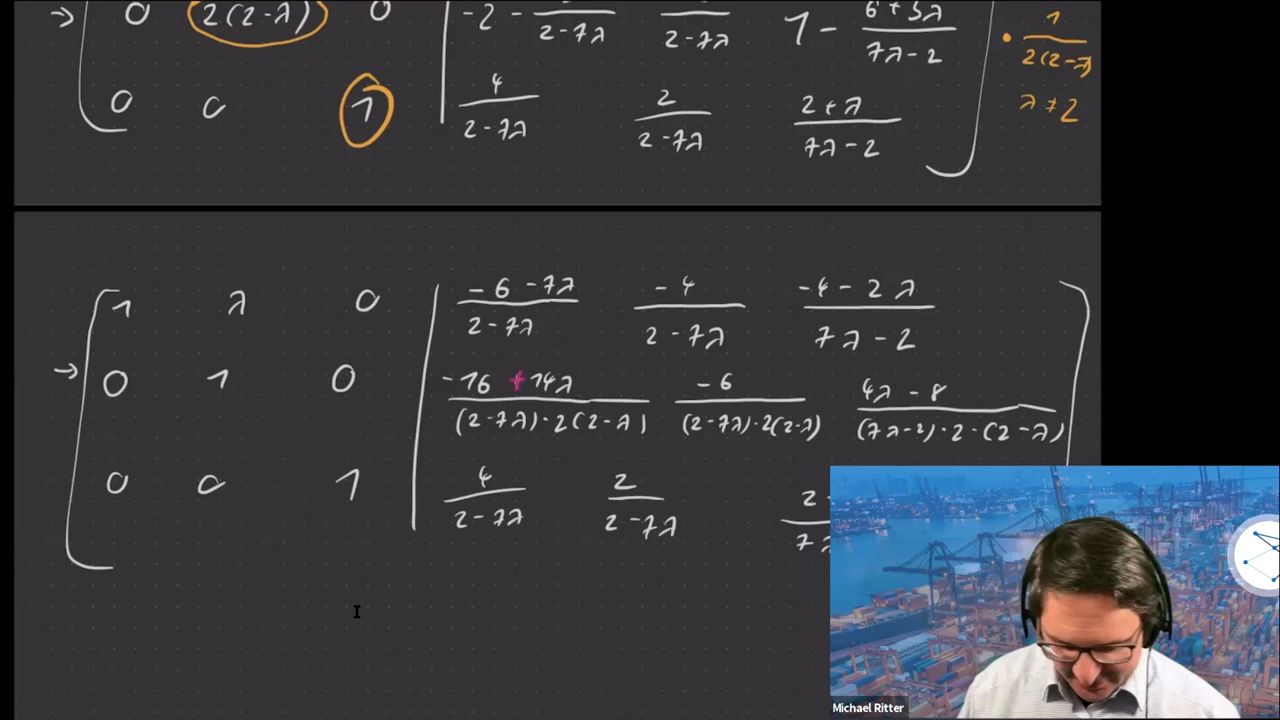 → 0 2(2-λ) 0 | -2 - —/(2-7λ) —/(2-7λ) 1 - (6+3λ)/(7λ-2) ] · 1/(2(2-λ))
0 0 1 | 4/(2-7λ) 2/(2-7λ) (2+λ)/(7λ-2) λ≠2
[ 1 λ 0 | (-6-7λ)/(2-7λ) -4/(2-7λ) (-4-2λ)/(7λ-2) ]
→ 0 1 0 | (-16+14λ)/((2-7λ)·2(2-λ)) -6/((2-7λ)·2(2-λ)) (4λ-8)/((7λ-2)·2·(2-λ))
0 0 1 | 4/(2-7λ) 2/(2-7λ)
Michael Ritter